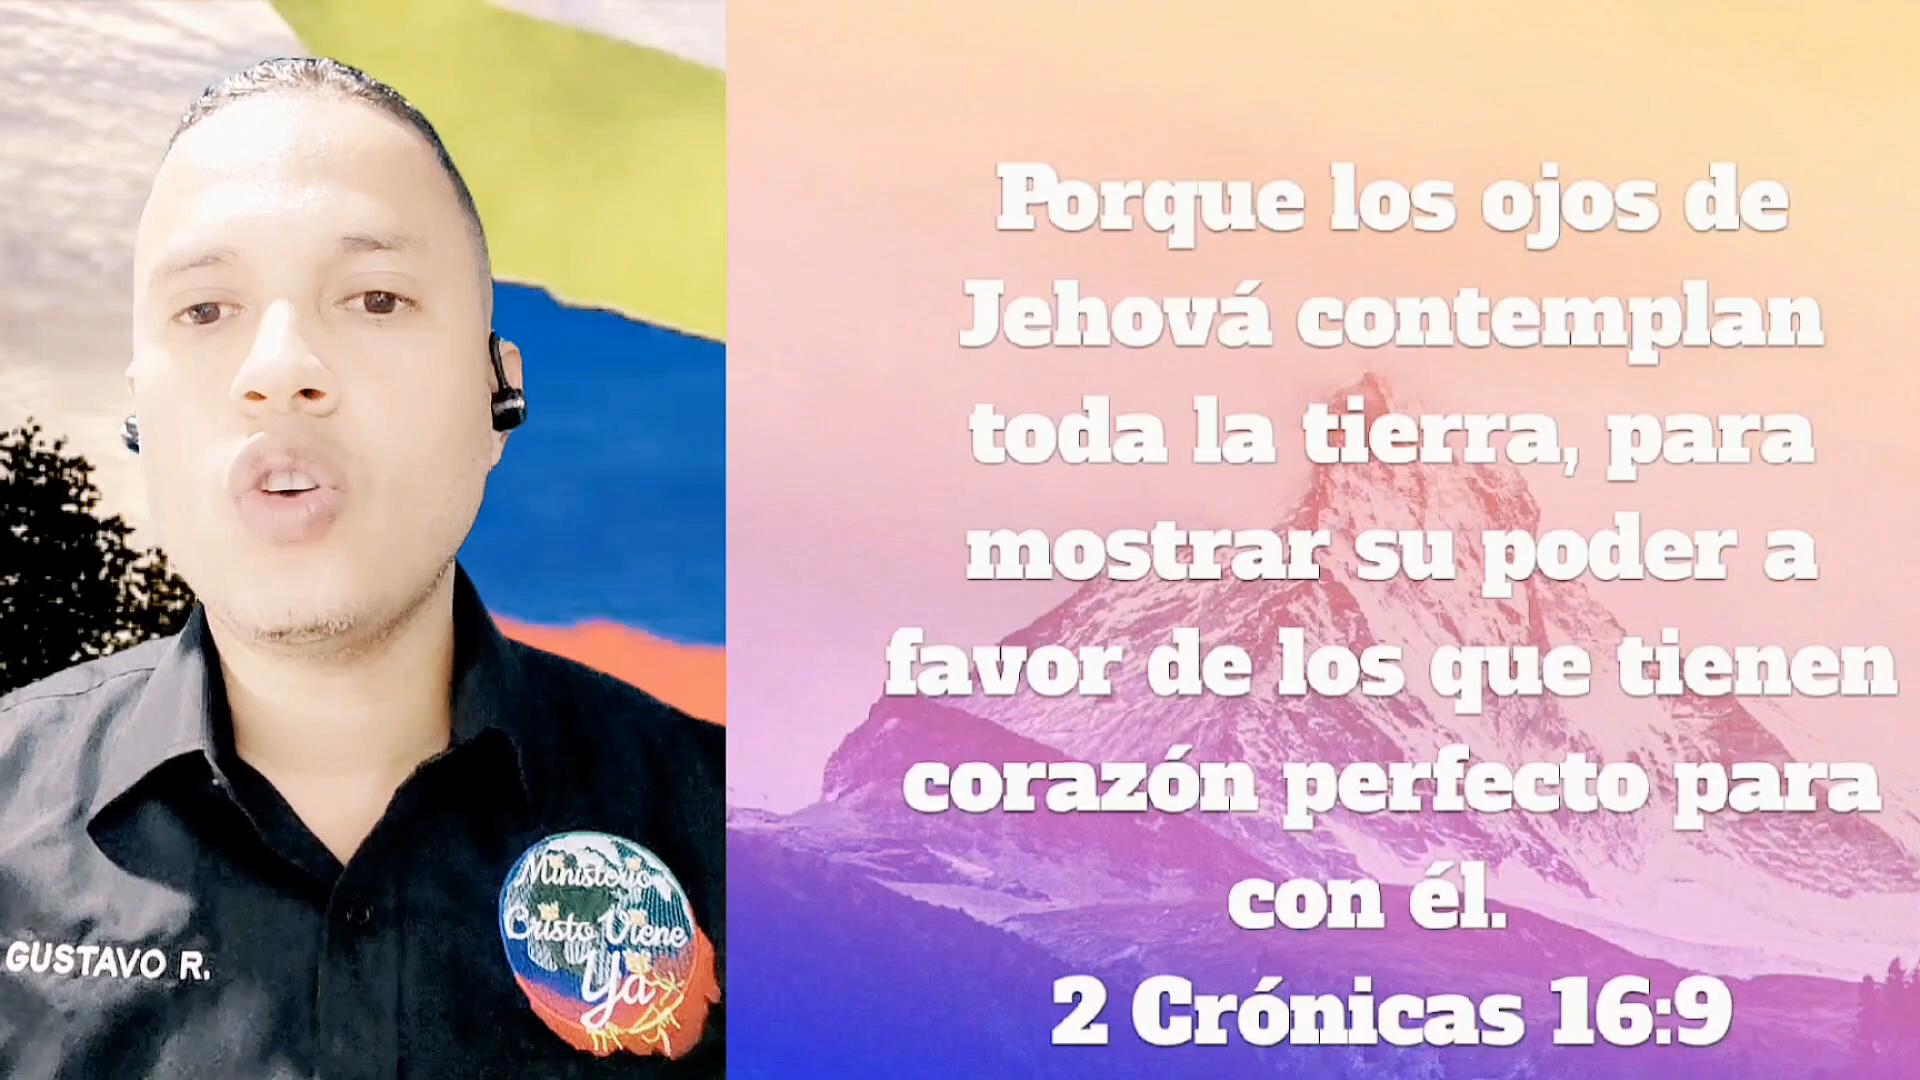 Porque los ojos de
Jehová contemplan
toda la tierra, para
mostrar su poder a
favor de los que tienen
corazón perfecto para
con él.
2 Crónicas 16:9
GUSTAVO R.
Ministerio
Cristo Viene
Ya